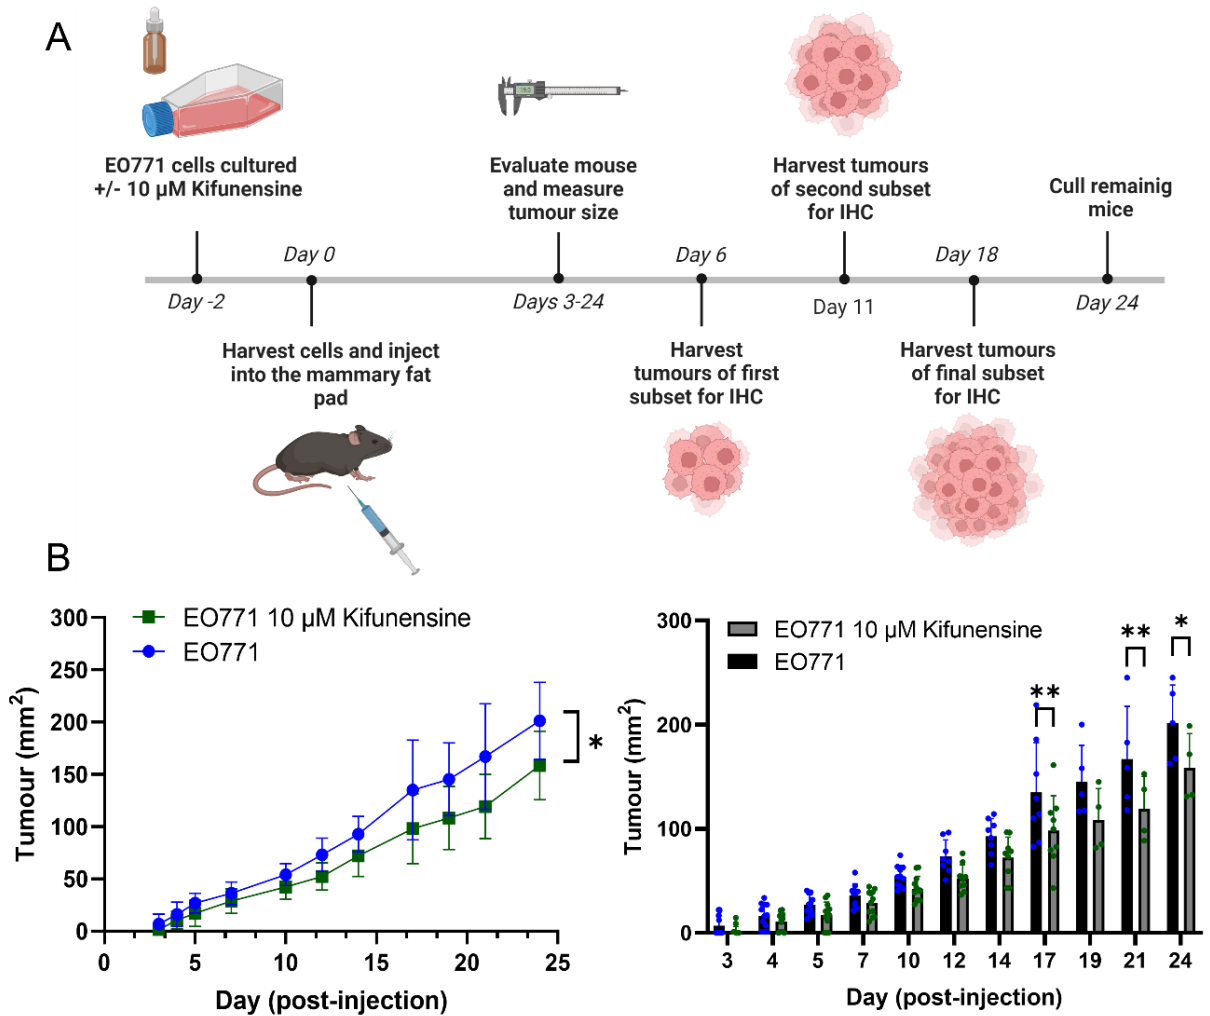 A
EO771 cells cultured
+/- 10 µM Kifunensine
Evaluate mouse
and measure
tumour size
Harvest tumours
of second subset
for IHC
Cull remainig
mice
Day 0
Day 6
Day 18
Day -2
Days 3-24
Day 11
Day 24
Harvest cells and inject
into the mammary fat
pad
Harvest
tumours of first
subset for IHC
Harvest tumours
of final subset
for IHC
B
EO771 10 µM Kifunensine
EO771
Tumour (mm²)
300
250
200
150
100
50
0
0 5 10 15 20 25
Day (post-injection)
*
EO771 10 µM Kifunensine
EO771
Tumour (mm²)
300
200
100
0
3 4 5 7 10 12 14 17 19 21 24
Day (post-injection)
**
**
*